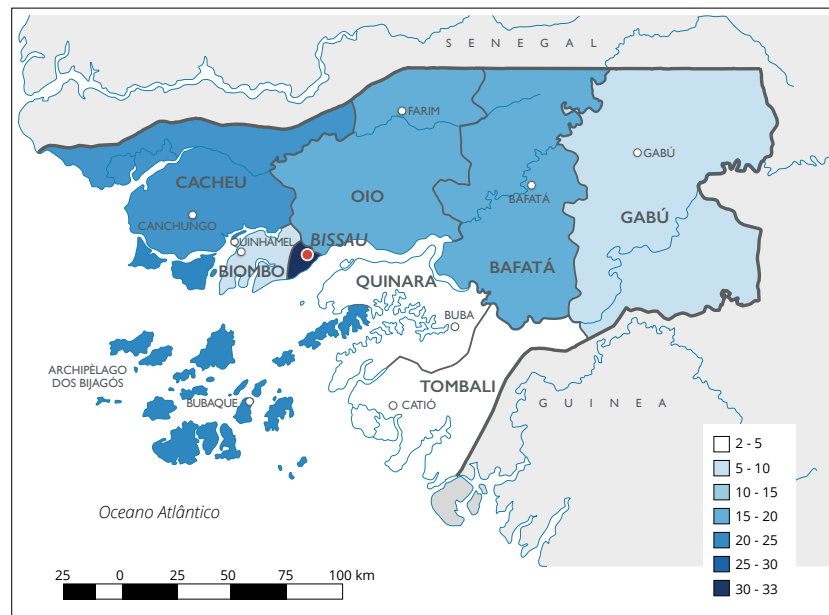 SENEGAL
FARIM
GABÚ
CACHEU
OIO
BAFATÁ
CANCHUNGO
GABÚ
QUINHAMEL
BISSAU
BIOMBO
BAFATÁ
QUINARA
BUBA
ARCHIPÈLAGO
DOS BIJAGÓS
TOMBALI
BUBAQUE
CATIÓ
GUINEA
2 - 5
5 - 10
10 - 15
15 - 20
20 - 25
25 - 30
30 - 33
Oceano Atlântico
25 0 25 50 75 100 km